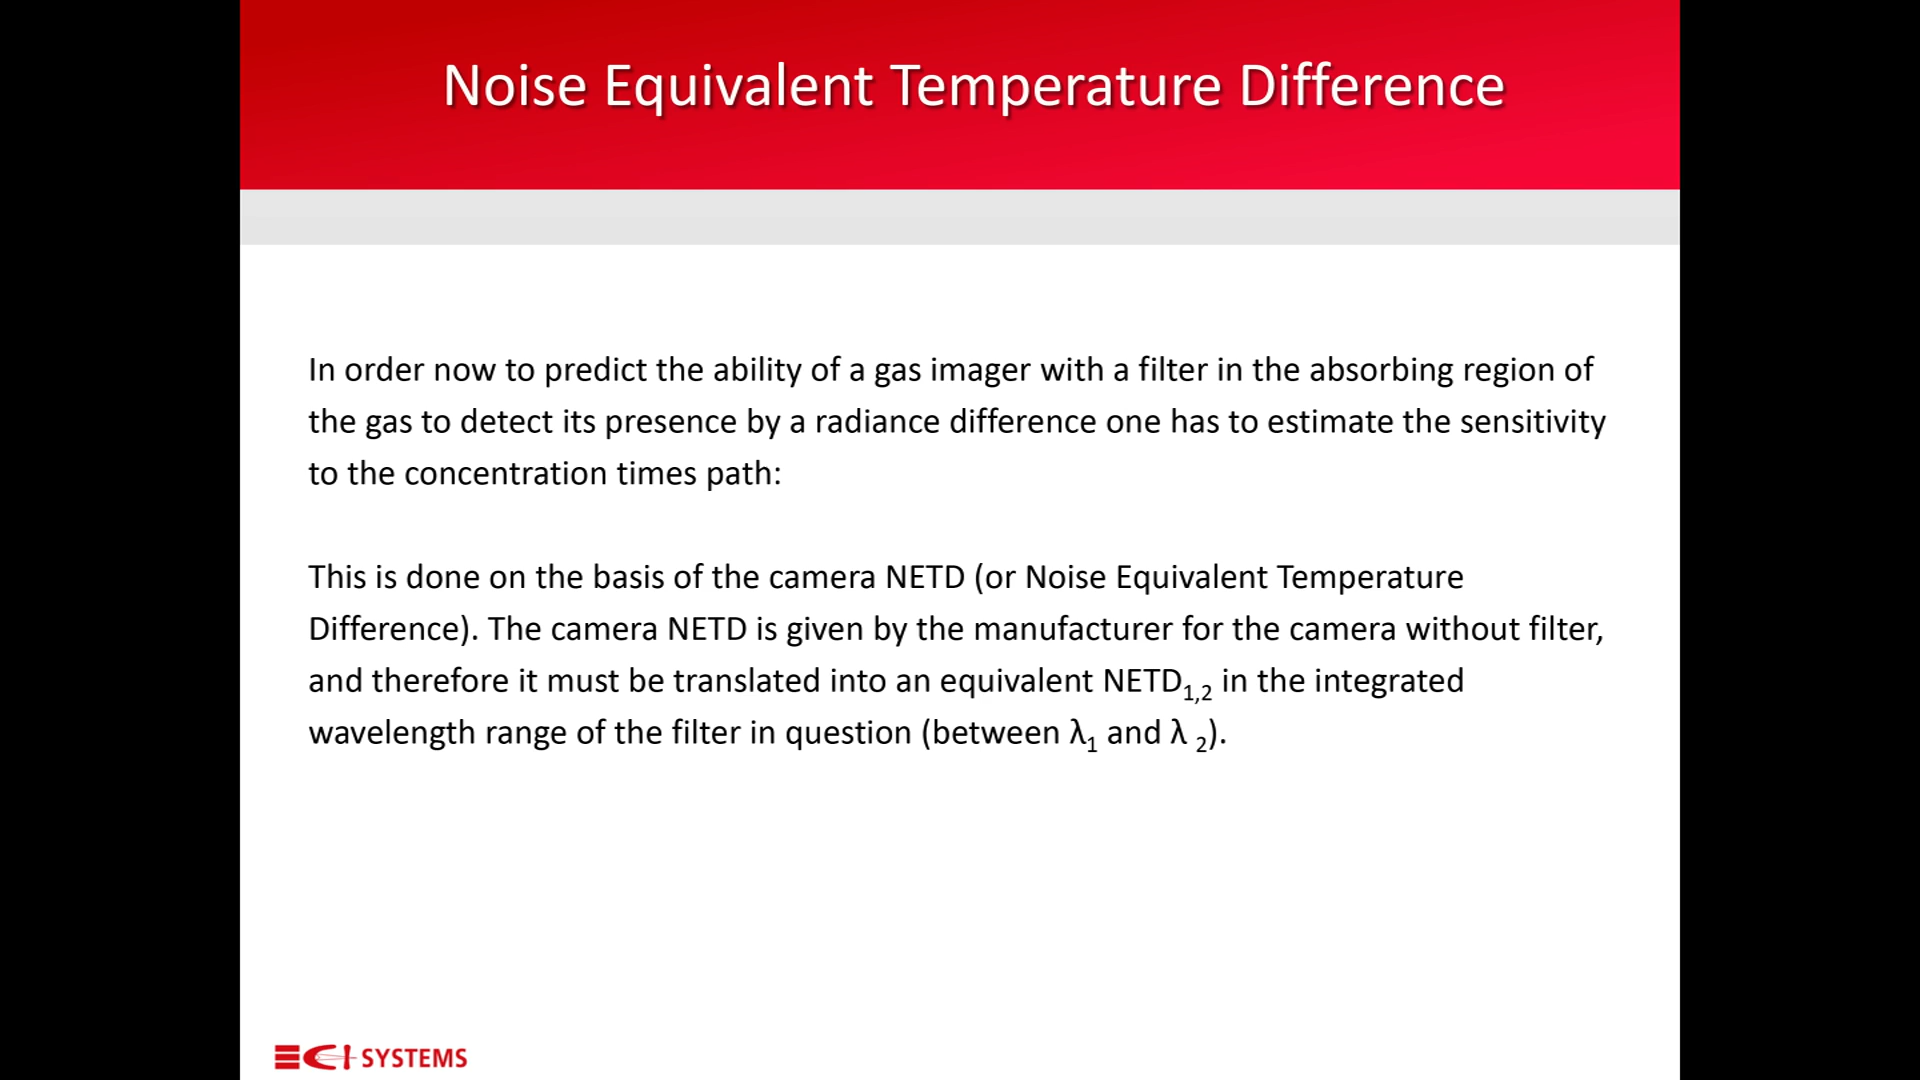 Noise Equivalent Temperature Difference
In order now to predict the ability of a gas imager with a filter in the absorbing region of
the gas to detect its presence by a radiance difference one has to estimate the sensitivity
to the concentration times path:
This is done on the basis of the camera NETD (or Noise Equivalent Temperature
Difference). The camera NETD is given by the manufacturer for the camera without filter,
and therefore it must be translated into an equivalent NETD₁,₂ in the integrated
wavelength range of the filter in question (between λ₁ and λ ₂).
CI SYSTEMS